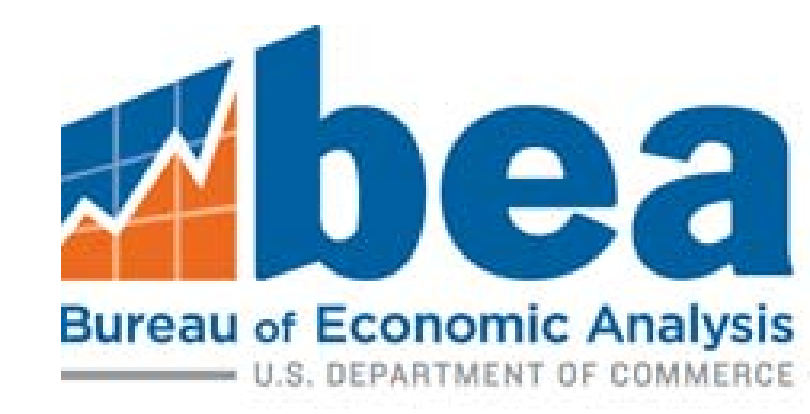 bea
Bureau of Economic Analysis
U.S. DEPARTMENT OF COMMERCE